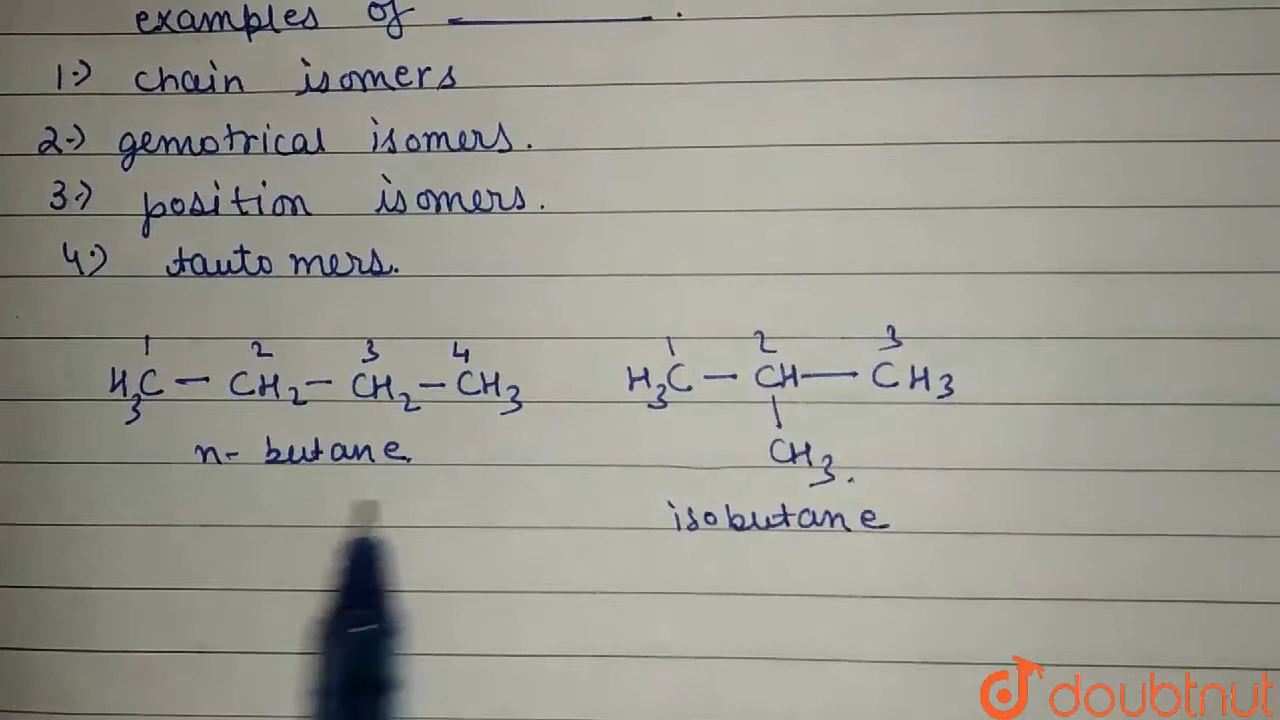 examples of ________.
1.) chain isomers
2.) gemotrical isomers.
3.) position isomers.
4.) tautomers.
1 2 3 4 1 2 3
H3C - CH2 - CH2 - CH3 H3C - CH - CH3
n- butane. CH3.
isobutane
doubtnut